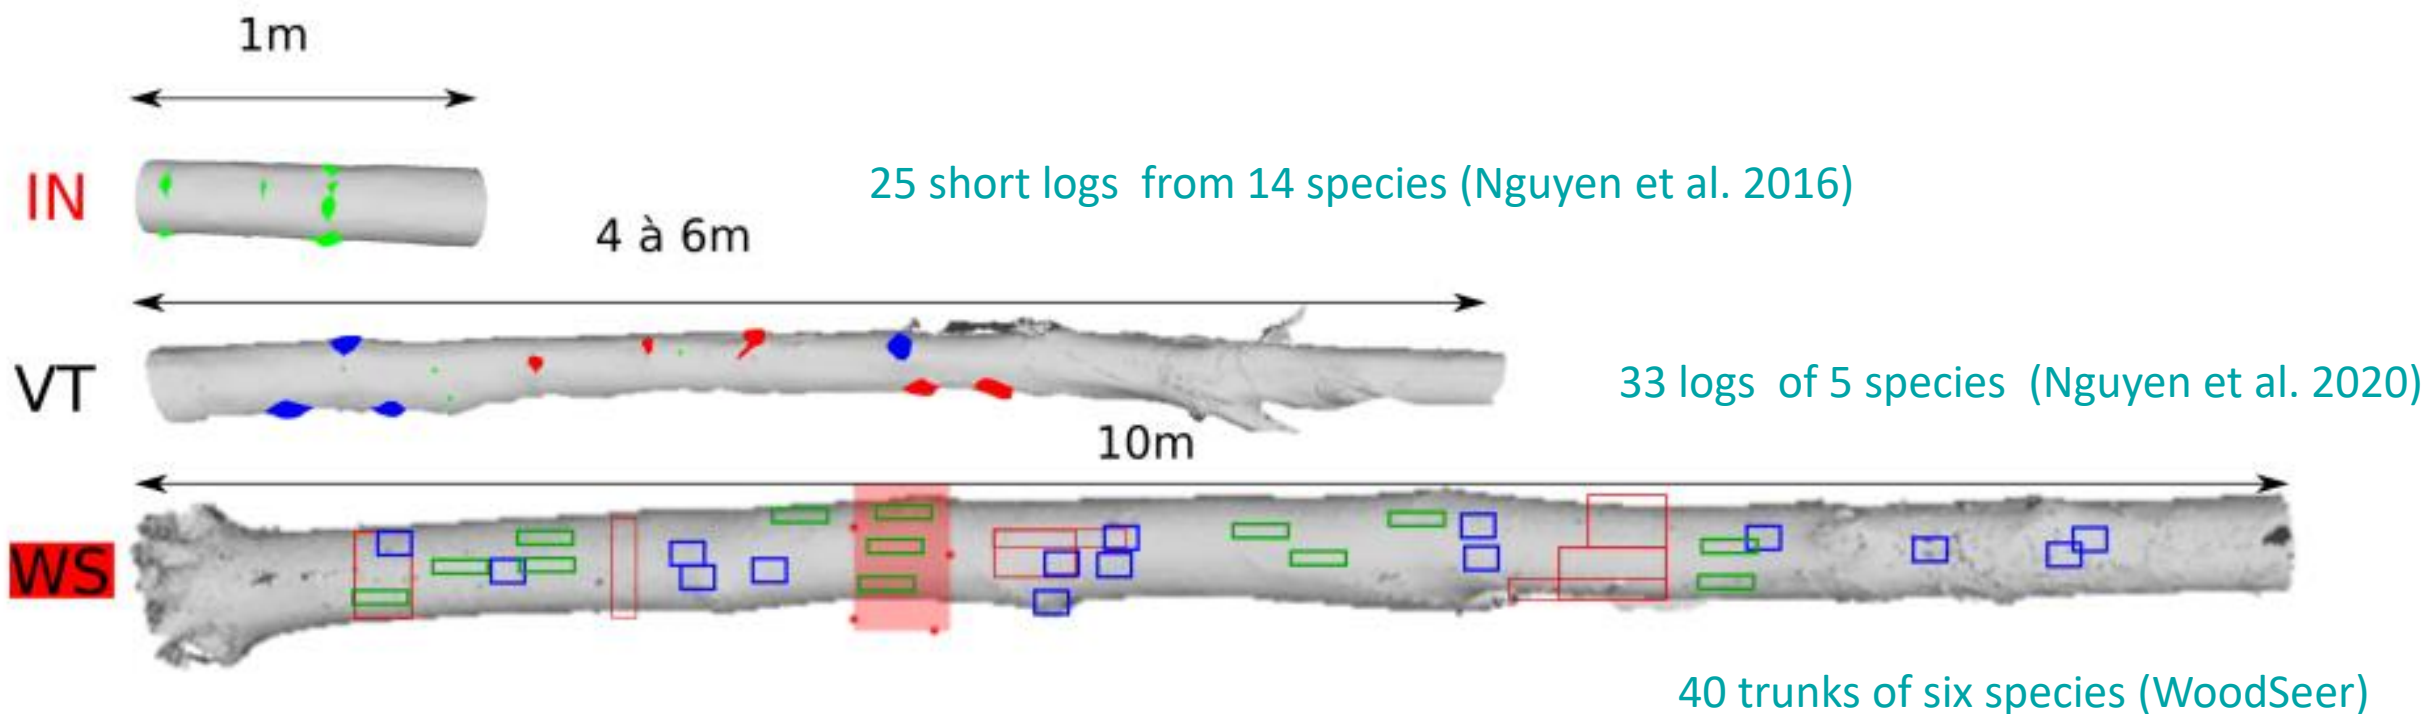 1m
IN
25 short logs from 14 species (Nguyen et al. 2016)
4 à 6m
VT
33 logs of 5 species (Nguyen et al. 2020)
10m
WS
40 trunks of six species (WoodSeer)